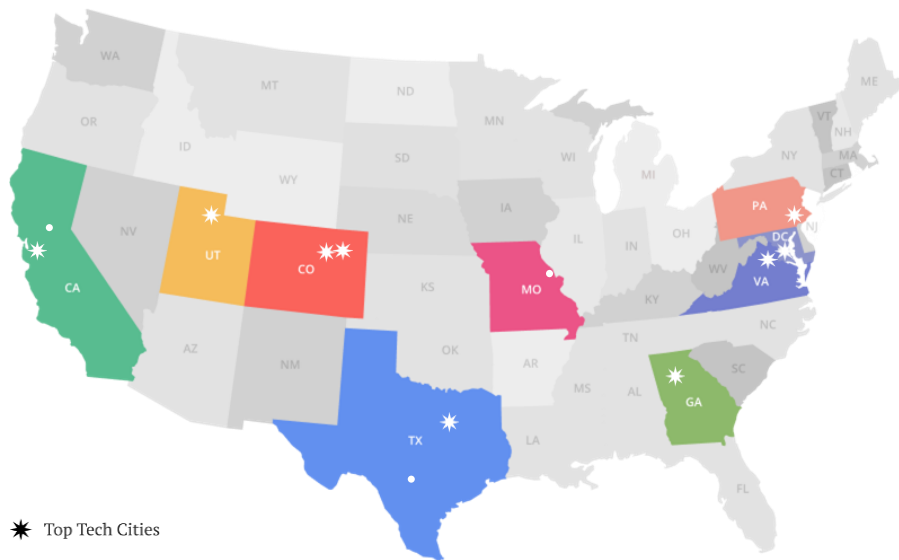 WA
MT
ND
MN
OR
ID
SD
WI
MI
VT
ME
NH
NY
MA
CT
WY
NE
IA
PA
NJ
NV
UT
CO
IL
IN
OH
DC
WV
VA
CA
KS
MO
KY
AZ
NM
OK
AR
TN
NC
MS
AL
SC
GA
TX
LA
FL
Top Tech Cities